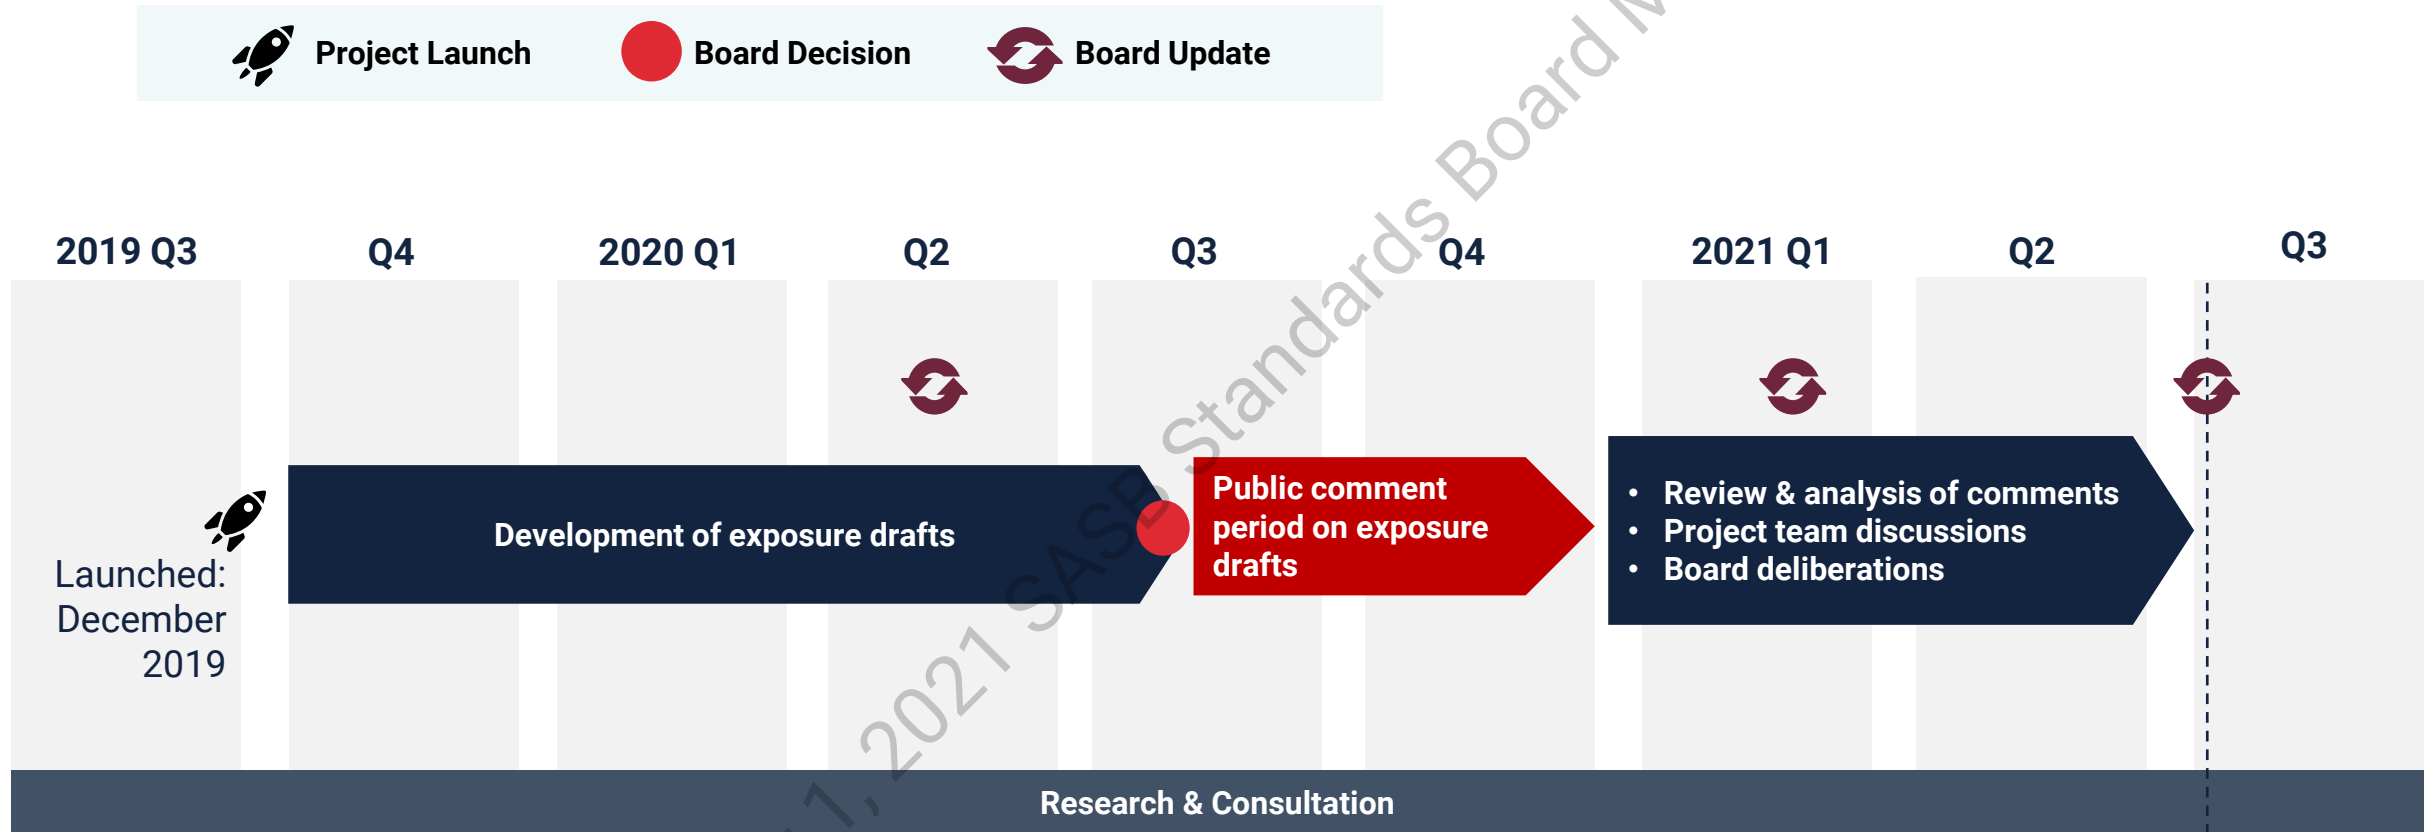 Project Launch
Board Decision
Board Update
2019 Q3
Q4
2020 Q1
Q2
Q3
Q4
2021 Q1
Q2
Q3
Launched:
December
2019
Development of exposure drafts
Public comment
period on exposure
drafts
• Review & analysis of comments
• Project team discussions
• Board deliberations
Research & Consultation
1, 2021 SASB Standards Board